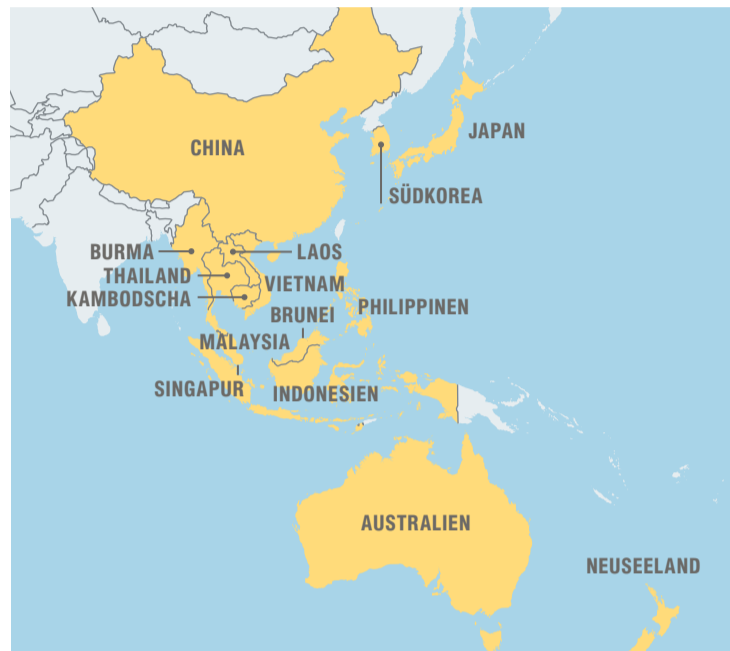 CHINA
JAPAN
SÜDKOREA
BURMA
LAOS
THAILAND
VIETNAM
KAMBODSCHA
PHILIPPINEN
BRUNEI
MALAYSIA
SINGAPUR
INDONESIEN
AUSTRALIEN
NEUSEELAND